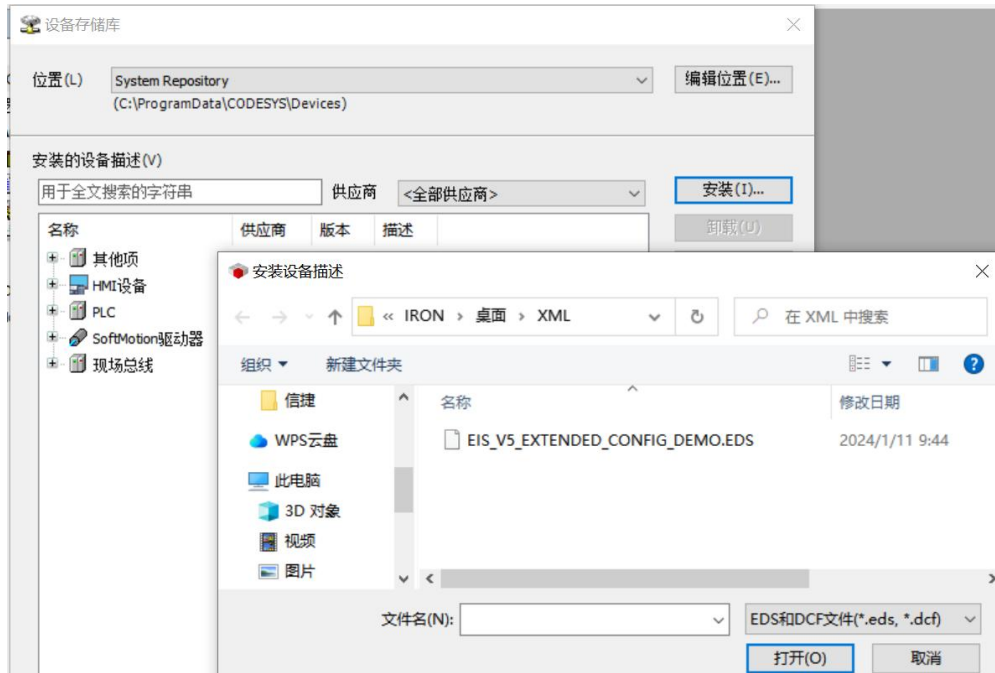 设备存储库
位置(L) System Repository 编辑位置(E)...
(C:\ProgramData\CODESYS\Devices)
安装的设备描述(V)
用于全文搜索的字符串 供应商 <全部供应商> 安装(I)...
名称 供应商 版本 描述 卸载(U)
其他项
HMI设备
PLC
SoftMotion驱动器
现场总线
安装设备描述
« IRON › 桌面 › XML 在 XML 中搜索
组织 新建文件夹
信捷 名称 修改日期
WPS云盘 EIS_V5_EXTENDED_CONFIG_DEMO.EDS 2024/1/11 9:44
此电脑
3D 对象
视频
图片
文件名(N): EDS和DCF文件(*.eds, *.dcf)
打开(O) 取消